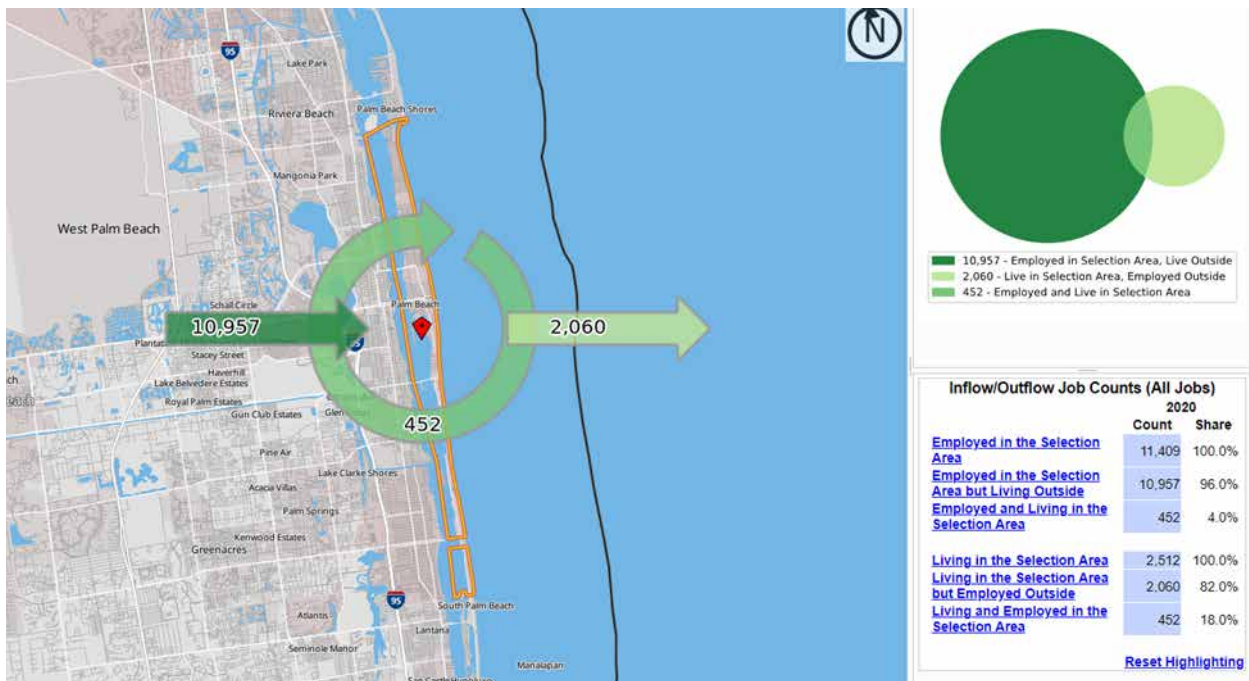 N
95
Lake Park
Palm Beach Shores
Riviera Beach
Mangonia Park
West Palm Beach
Schall Circle
Palm Beach
10,957
2,060
95
Stacey Street
Haverhill
Lake Belvedere Estates
Royal Palm Estates
Gun Club Estates
452
Pine Air
Lake Clarke Shores
Acacia Villas
Palm Springs
Kenwood Estates
Greenacres
95
South Palm Beach
Atlantis
Lantana
Seminole Manor
Manalapan
10,957 - Employed in Selection Area, Live Outside
2,060 - Live in Selection Area, Employed Outside
452 - Employed and Live in Selection Area
Inflow/Outflow Job Counts (All Jobs)
2020
Count Share
Employed in the Selection
Area 11,409 100.0%
Employed in the Selection
Area but Living Outside 10,957 96.0%
Employed and Living in the
Selection Area 452 4.0%
Living in the Selection Area 2,512 100.0%
Living in the Selection Area
but Employed Outside 2,060 82.0%
Living and Employed in the
Selection Area 452 18.0%
Reset Highlighting